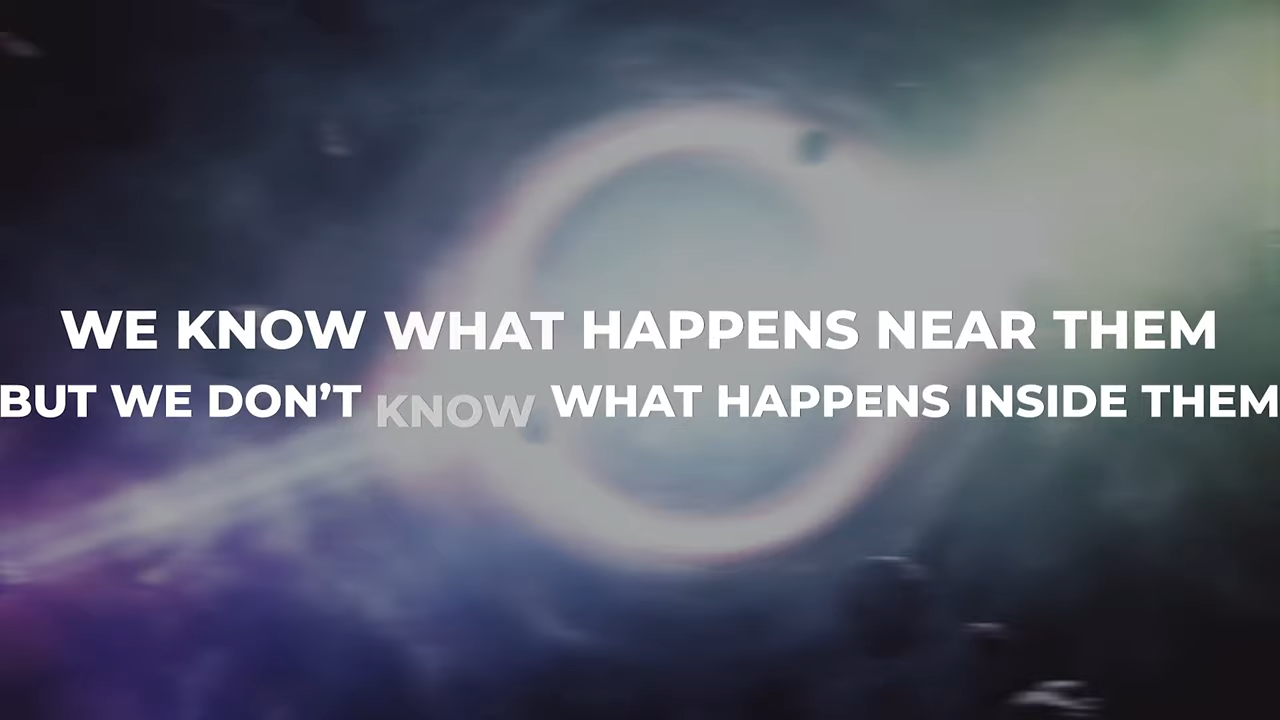 WE KNOW WHAT HAPPENS NEAR THEM
BUT WE DON’T KNOW WHAT HAPPENS INSIDE THEM